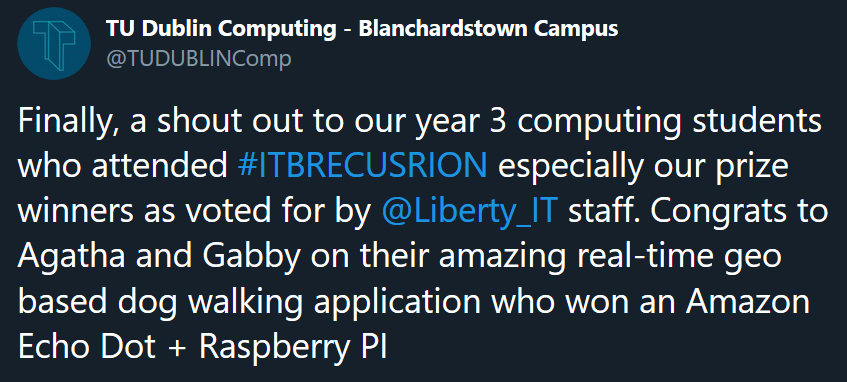 TU Dublin Computing - Blanchardstown Campus
@TUDUBLINComp
Finally, a shout out to our year 3 computing students
who attended #ITBRECUSRION especially our prize
winners as voted for by @Liberty_IT staff. Congrats to
Agatha and Gabby on their amazing real-time geo
based dog walking application who won an Amazon
Echo Dot + Raspberry PI